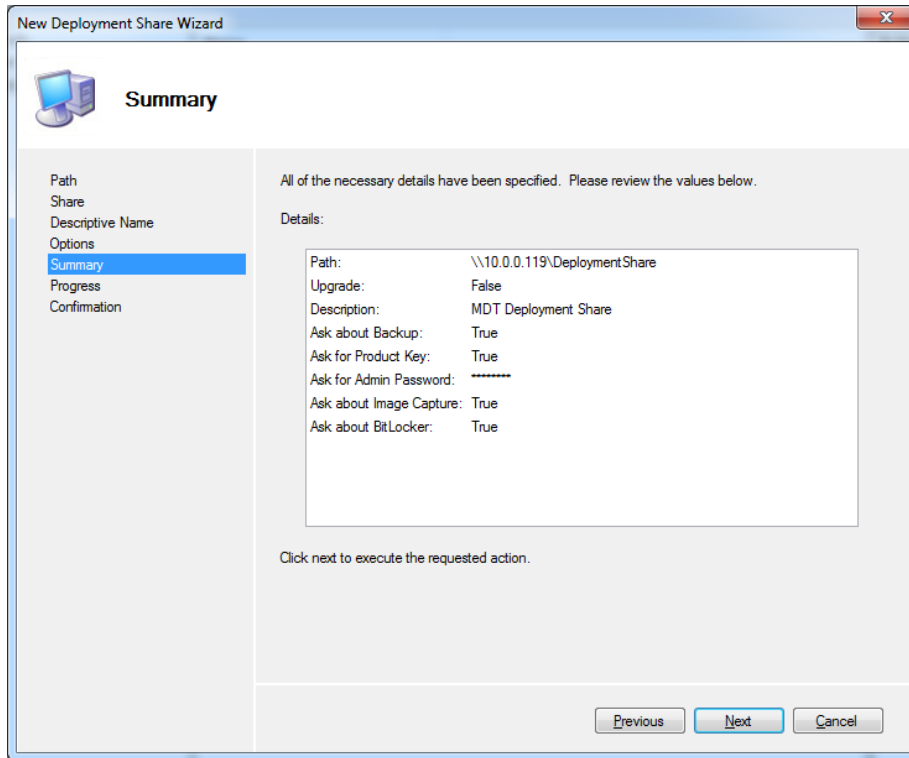 New Deployment Share Wizard
Summary
Path
Share
Descriptive Name
Options
Summary
Progress
Confirmation
All of the necessary details have been specified. Please review the values below.
Details:
Path: \\10.0.0.119\DeploymentShare
Upgrade: False
Description: MDT Deployment Share
Ask about Backup: True
Ask for Product Key: True
Ask for Admin Password: ********
Ask about Image Capture: True
Ask about BitLocker: True
Click next to execute the requested action.
Previous Next Cancel